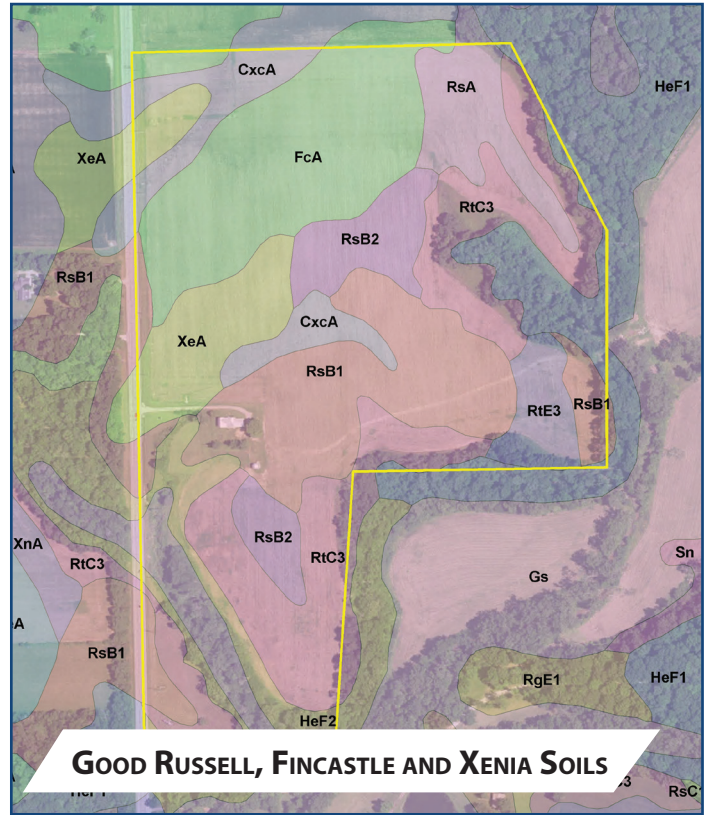 CxcA
HeF1
RsA
XeA
FcA
RtC3
RsB2
RsB1
CxcA
XeA
RsB1
RtE3
RsB1
RsB2
RtC3
XnA
RtC3
Sn
Gs
A
RsB1
RgE1
HeF1
HeF2
GOOD RUSSELL, FINCASTLE AND XENIA SOILS